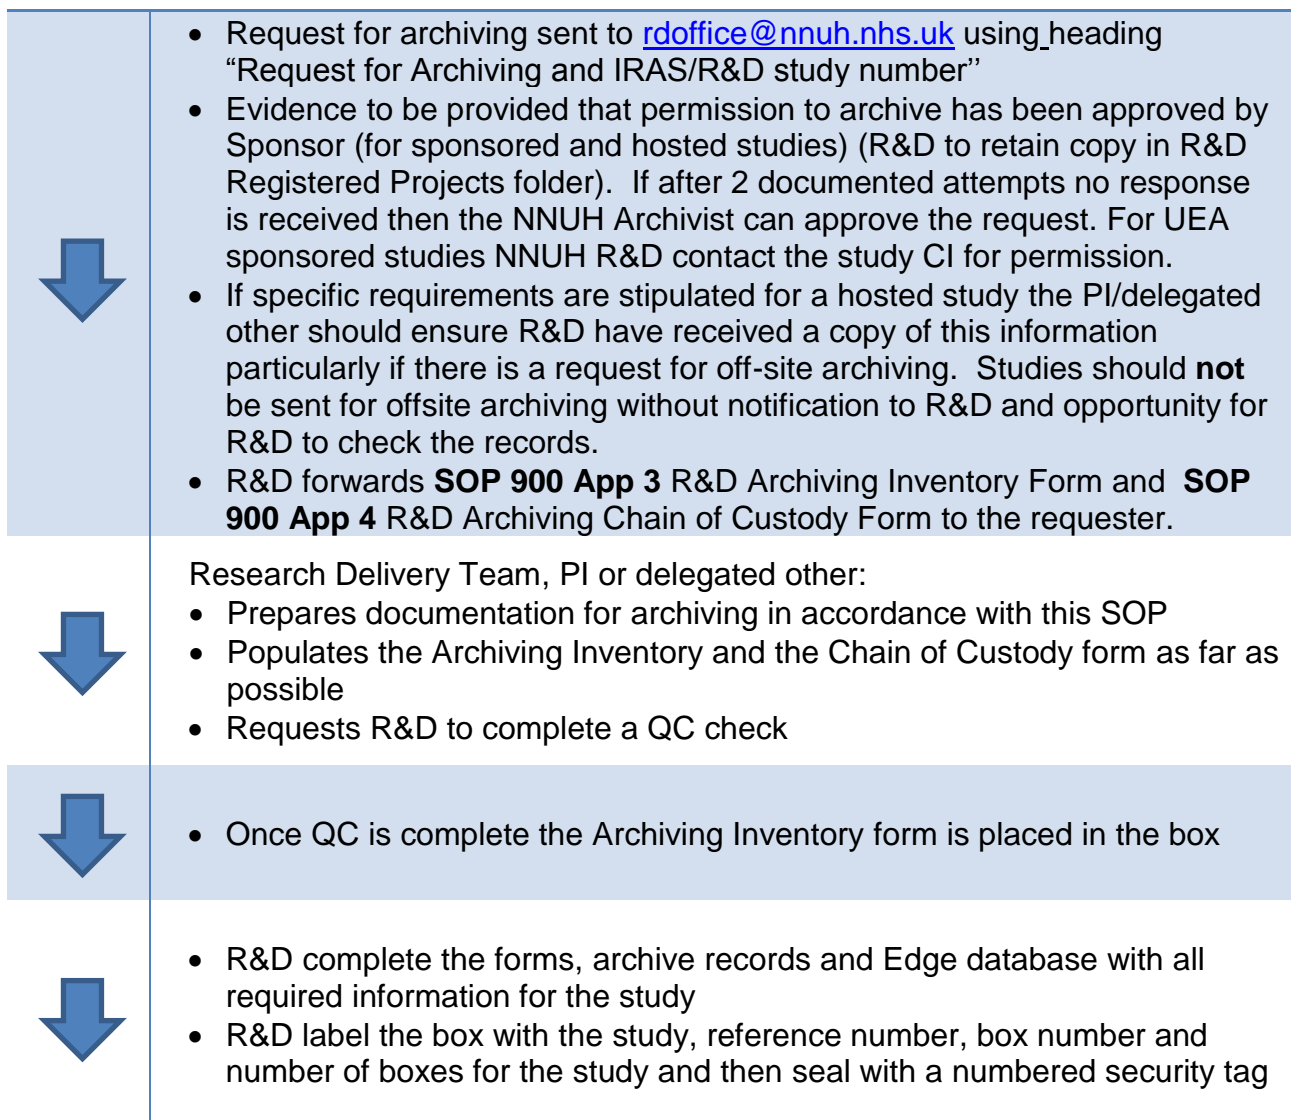 • Request for archiving sent to rdoffice@nnuh.nhs.uk using heading
“Request for Archiving and IRAS/R&D study number’’
• Evidence to be provided that permission to archive has been approved by
Sponsor (for sponsored and hosted studies) (R&D to retain copy in R&D
Registered Projects folder).  If after 2 documented attempts no response
is received then the NNUH Archivist can approve the request. For UEA
sponsored studies NNUH R&D contact the study CI for permission.
• If specific requirements are stipulated for a hosted study the PI/delegated
other should ensure R&D have received a copy of this information
particularly if there is a request for off-site archiving.  Studies should not
be sent for offsite archiving without notification to R&D and opportunity for
R&D to check the records.
• R&D forwards SOP 900 App 3 R&D Archiving Inventory Form and  SOP
900 App 4 R&D Archiving Chain of Custody Form to the requester.
Research Delivery Team, PI or delegated other:
• Prepares documentation for archiving in accordance with this SOP
• Populates the Archiving Inventory and the Chain of Custody form as far as
possible
• Requests R&D to complete a QC check
• Once QC is complete the Archiving Inventory form is placed in the box
• R&D complete the forms, archive records and Edge database with all
required information for the study
• R&D label the box with the study, reference number, box number and
number of boxes for the study and then seal with a numbered security tag